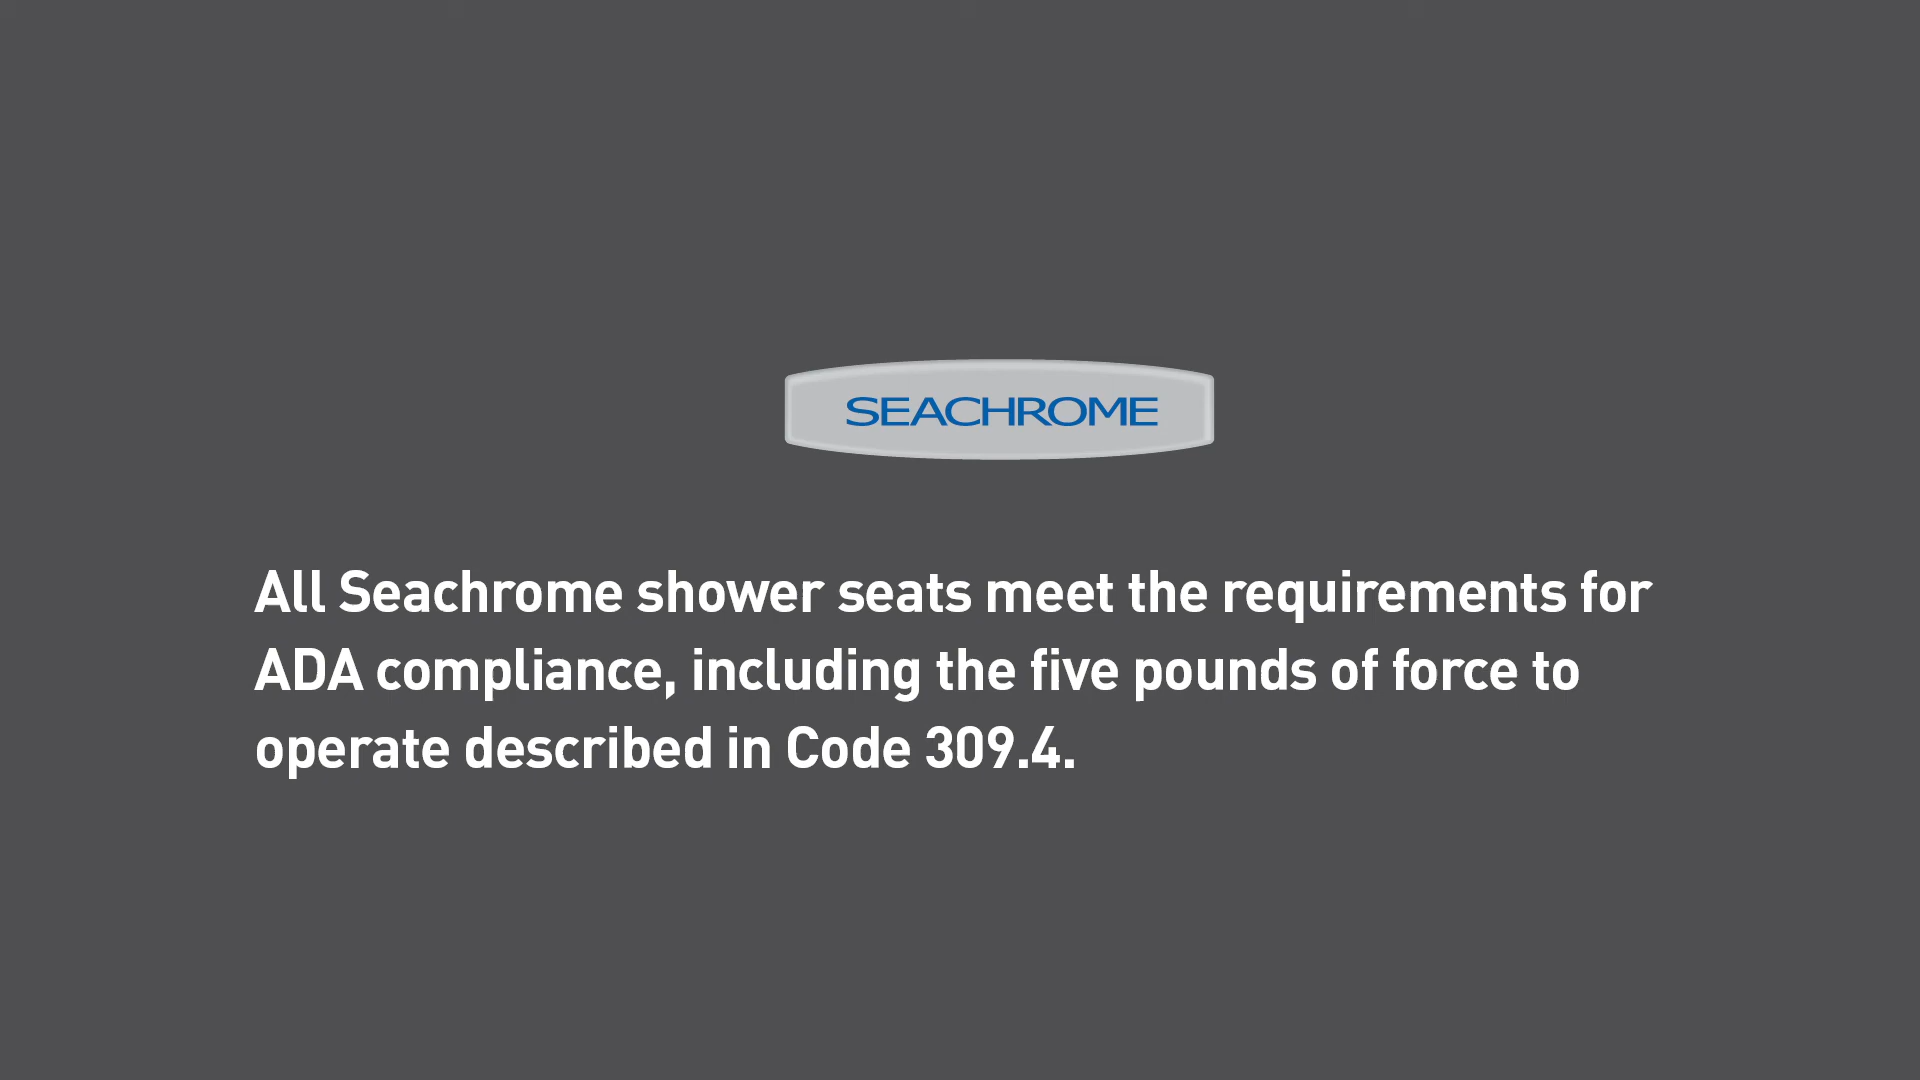 SEACHROME
All Seachrome shower seats meet the requirements for
ADA compliance, including the five pounds of force to
operate described in Code 309.4.